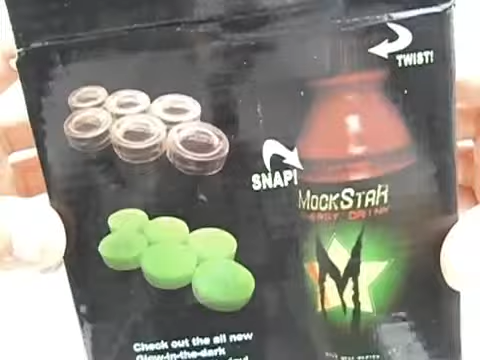 TWIST!
SNAP!
MOCKSTAR
ENERGY DRINK
M
Check out the all new
Glow-in-the-dark